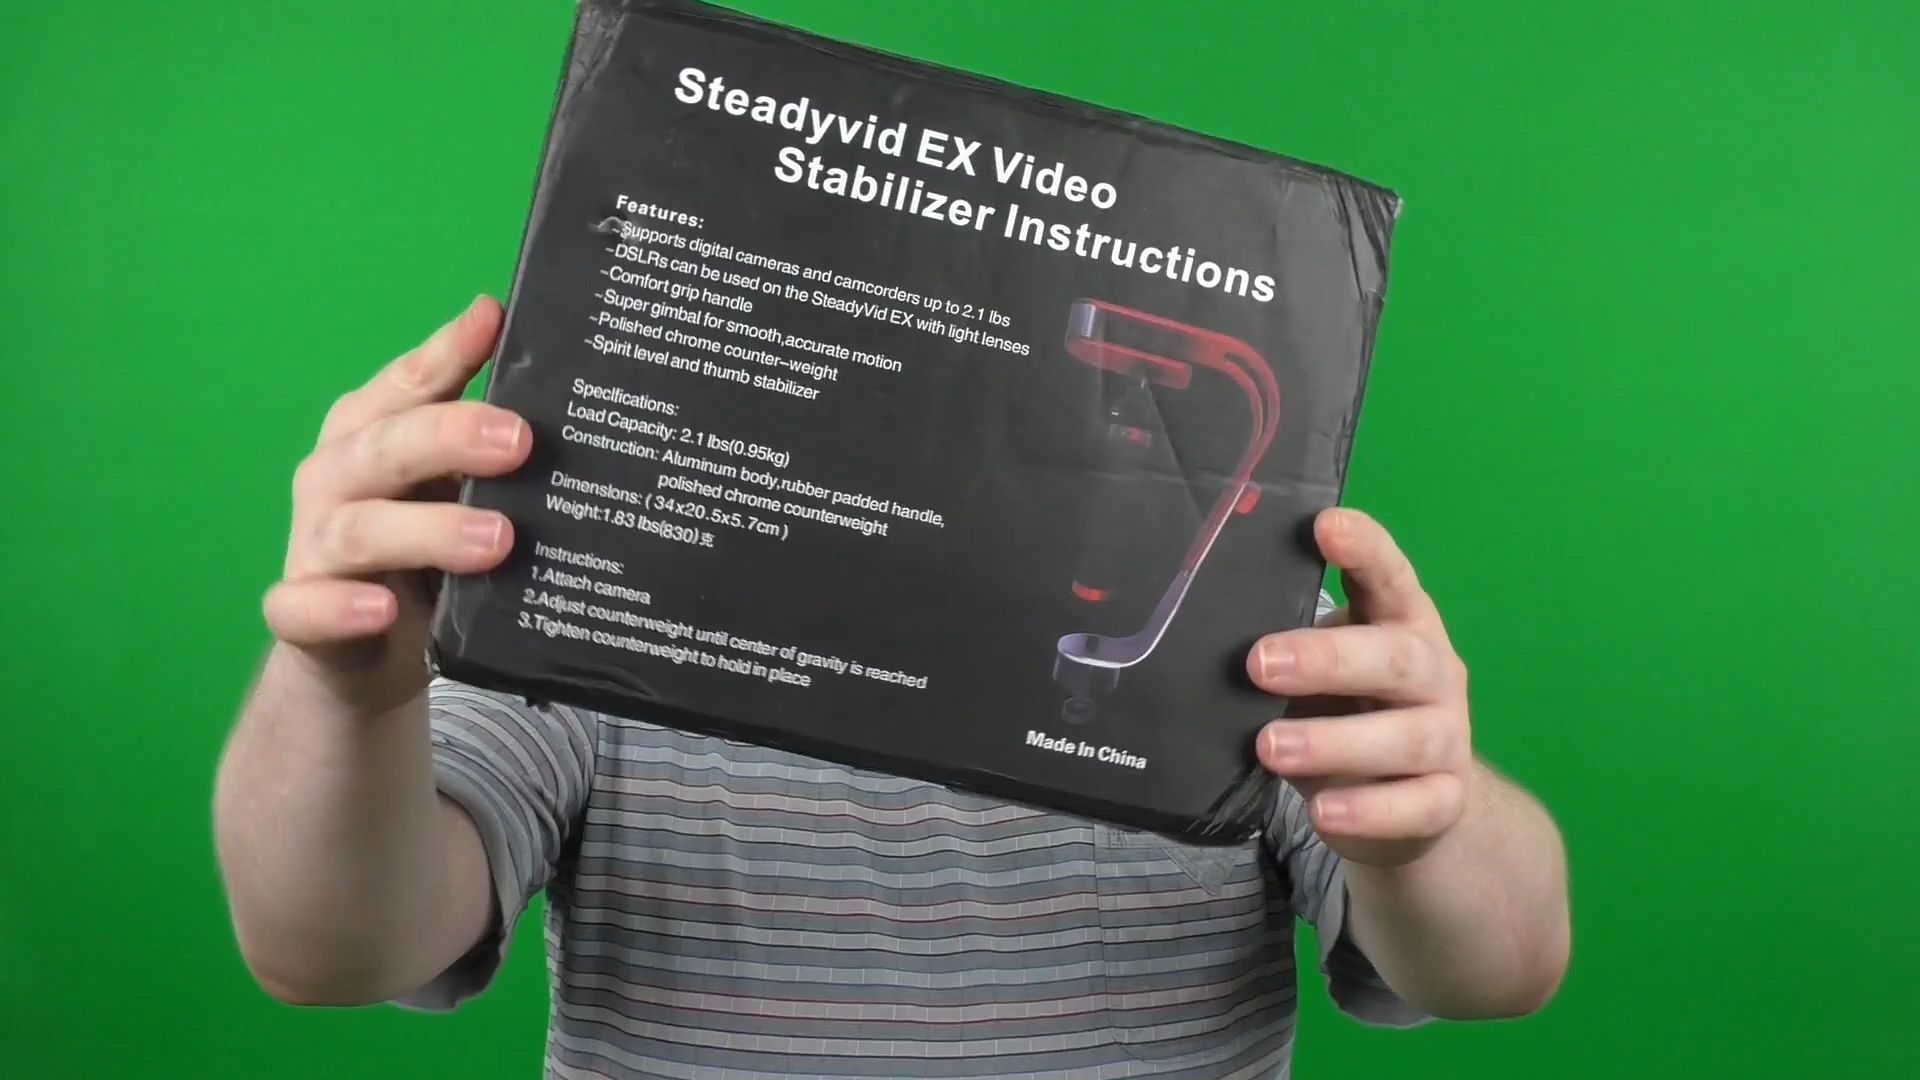 Steadyvid EX Video
Stabilizer Instructions
Features:
~Supports digital cameras and camcorders up to 2.1 lbs
~DSLRs can be used on the SteadyVid EX with light lenses
~Comfort grip handle
~Super gimbal for smooth,accurate motion
~Polished chrome counter–weight
~Spirit level and thumb stabilizer
Specifications:
Load Capacity: 2.1 lbs(0.95kg)
Construction: Aluminum body,rubber padded handle,
polished chrome counterweight
Dimensions: ( 34x20.5x5.7cm )
Weight:1.83 lbs(830)克
Instructions:
1.Attach camera
2.Adjust counterweight until center of gravity is reached
3.Tighten counterweight to hold in place
Made In China